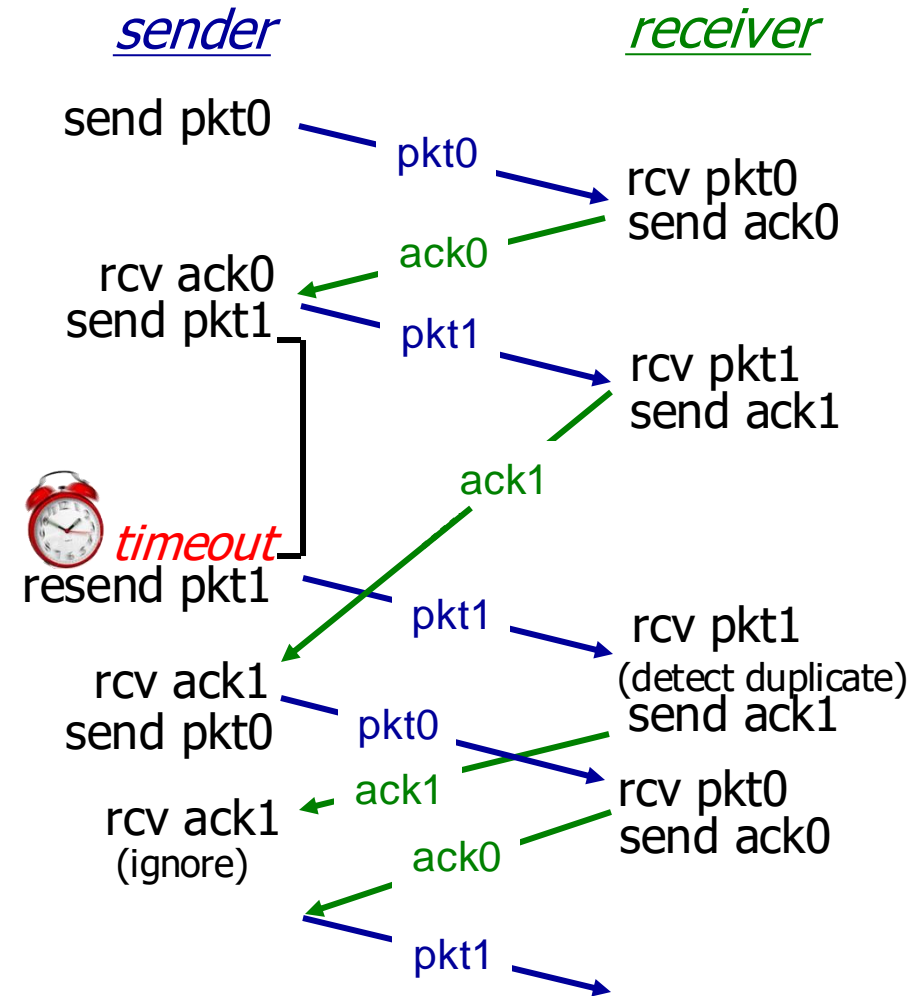 sender
receiver
send pkt0
pkt0
rcv pkt0
send ack0
ack0
rcv ack0
send pkt1
pkt1
rcv pkt1
send ack1
ack1
timeout
resend pkt1
pkt1
rcv pkt1
(detect duplicate)
send ack1
rcv ack1
send pkt0
pkt0
ack1
rcv pkt0
send ack0
rcv ack1
(ignore)
ack0
pkt1